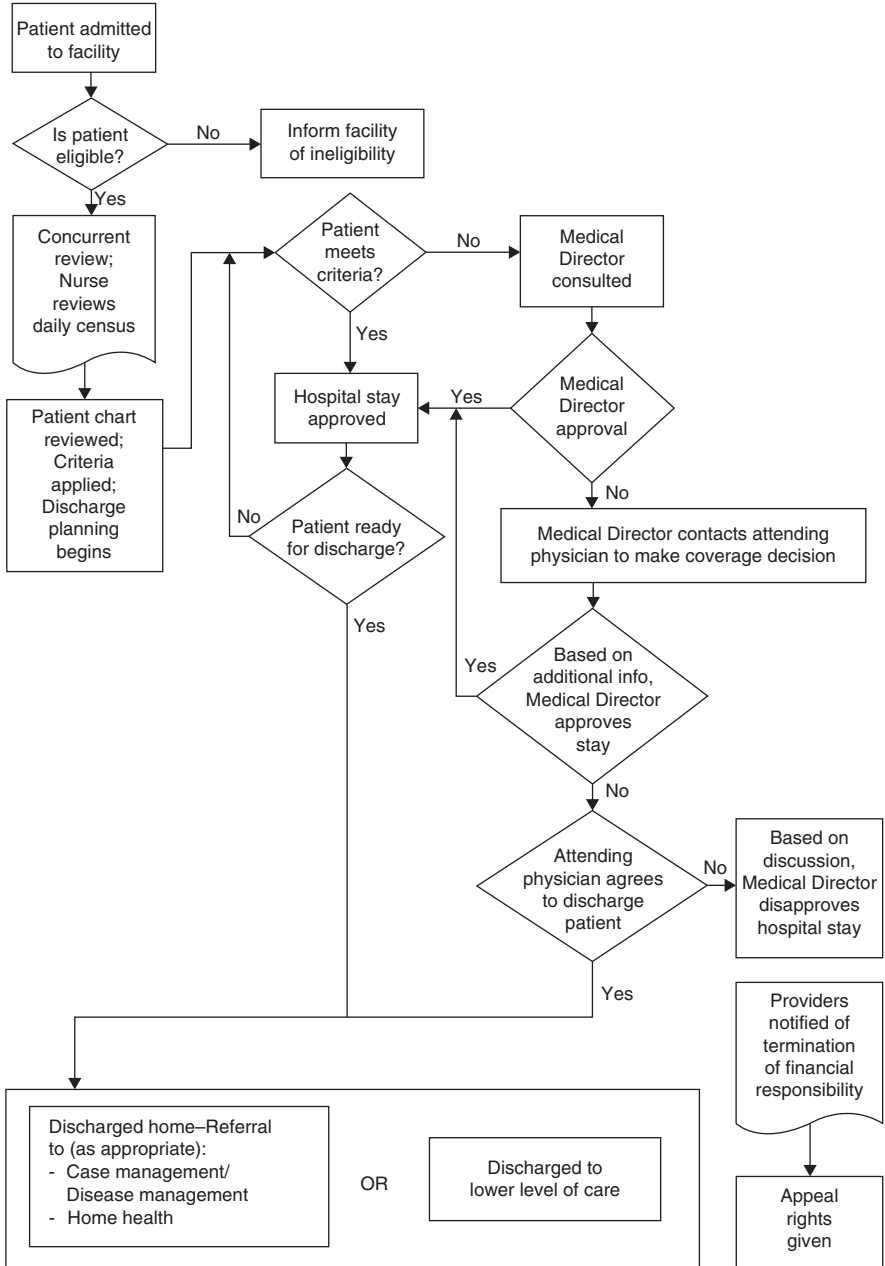 Patient admitted
to facility
Is patient
eligible?
No
Inform facility
of ineligibility
Yes
Concurrent
review;
Nurse
reviews
daily census
Patient chart
reviewed;
Criteria
applied;
Discharge
planning
begins
Patient
meets
criteria?
No
Medical
Director
consulted
Yes
Hospital stay
approved
Yes
Medical
Director
approval
No
Patient ready
for discharge?
No
Medical Director contacts attending
physician to make coverage decision
Yes
Yes
Based on
additional info,
Medical Director
approves
stay
No
Attending
physician agrees
to discharge
patient
No
Based on
discussion,
Medical Director
disapproves
hospital stay
Yes
Providers
notified of
termination
of financial
responsibility
Discharged home–Referral
to (as appropriate):
- Case management/
Disease management
- Home health
OR
Discharged to
lower level of care
Appeal
rights
given